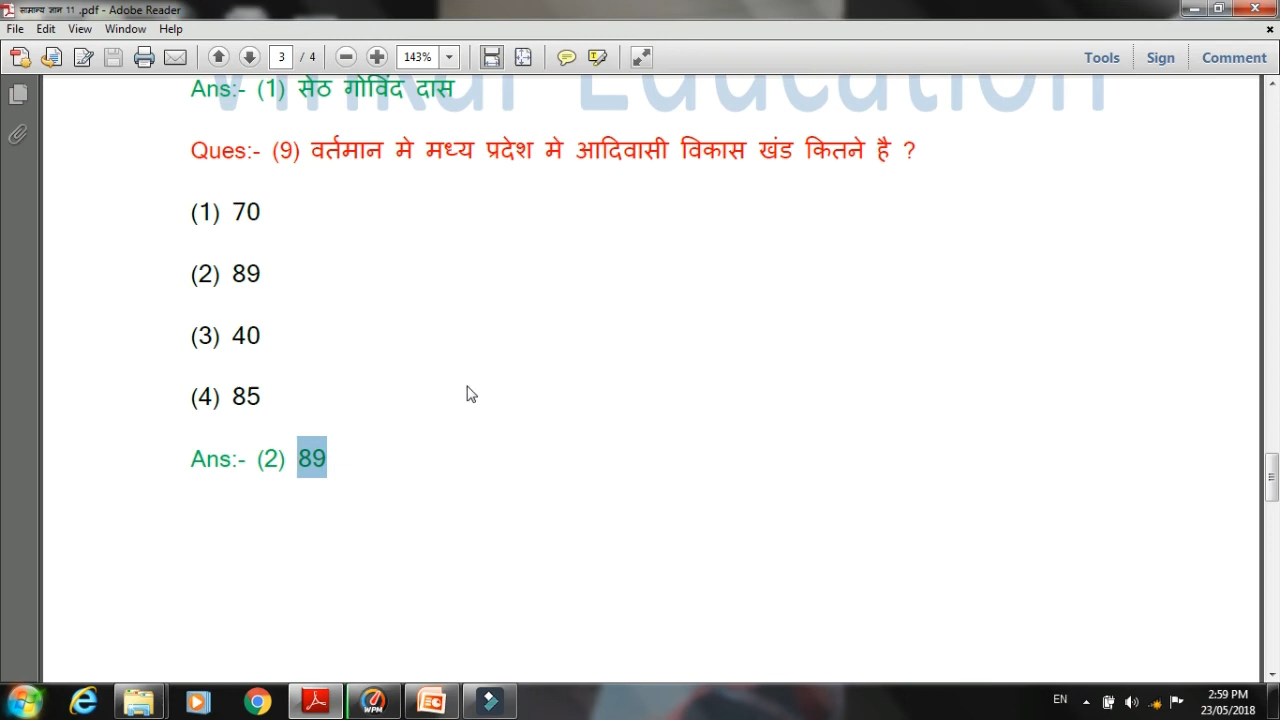 सामान्य ज्ञान 11 .pdf - Adobe Reader
File Edit View Window Help
3 / 4 143% Tools Sign Comment
Education
Ans:- (1) सेठ गोविंद दास
Ques:- (9) वर्तमान मे मध्य प्रदेश मे आदिवासी विकास खंड कितने है ?
(1) 70
(2) 89
(3) 40
(4) 85
Ans:- (2) 89
WPM
EN 2:59 PM
23/05/2018